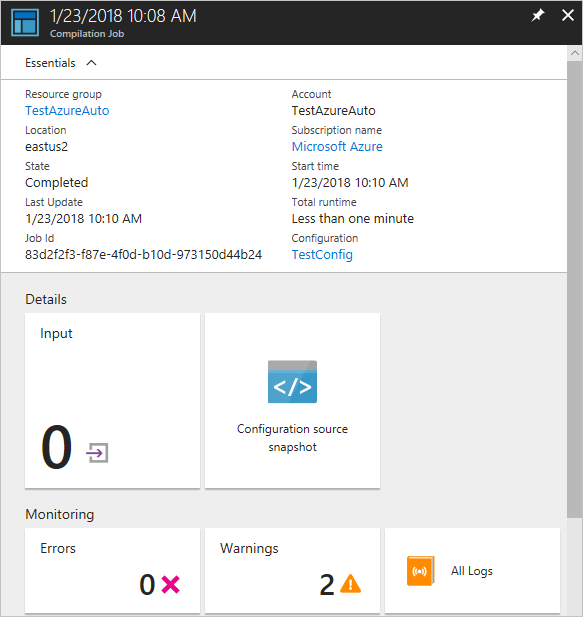 1/23/2018 10:08 AM
Compilation Job
Essentials
Resource group
TestAzureAuto
Account
TestAzureAuto
Location
eastus2
Subscription name
Microsoft Azure
State
Completed
Start time
1/23/2018 10:10 AM
Last Update
1/23/2018 10:10 AM
Total runtime
Less than one minute
Job Id
83d2f2f3-f87e-4f0d-b10d-973150d44b24
Configuration
TestConfig
Details
Input
0
</>
Configuration source
snapshot
Monitoring
Errors
0
Warnings
2
All Logs